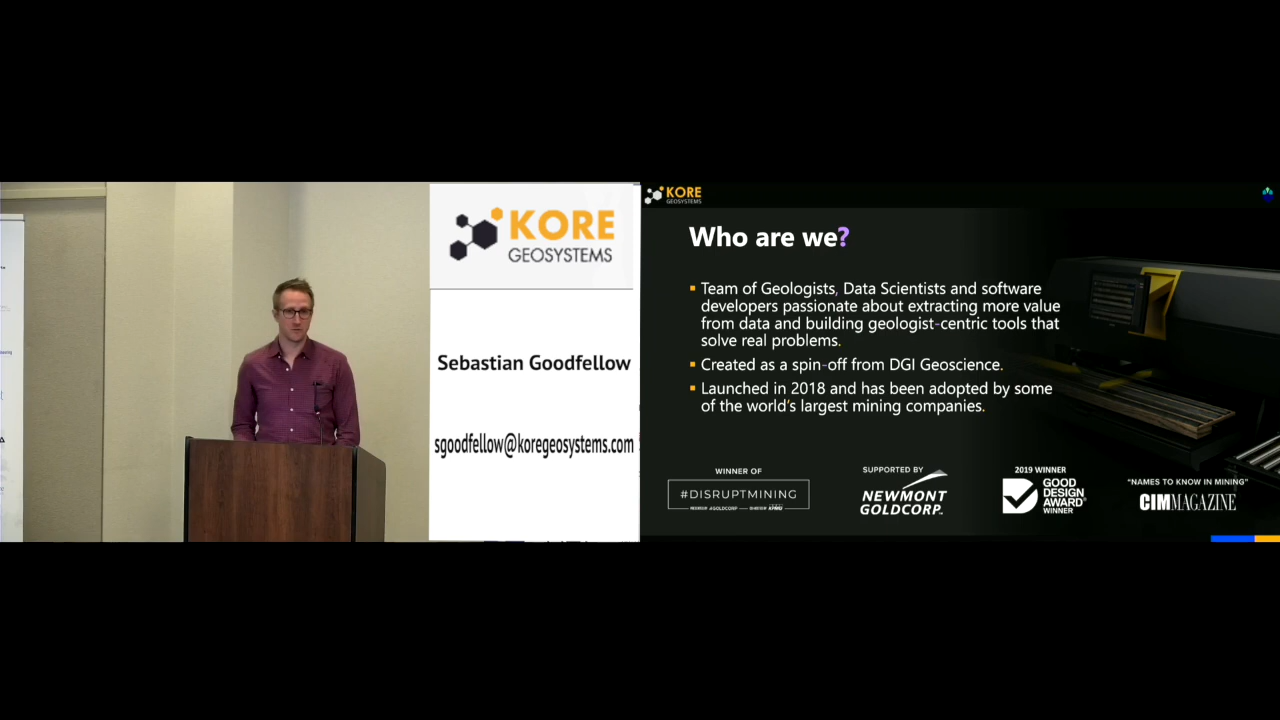 KORE
GEOSYSTEMS
Sebastian Goodfellow
sgoodfellow@koregeosystems.com
KORE
GEOSYSTEMS
Who are we?
Team of Geologists, Data Scientists and software
developers passionate about extracting more value
from data and building geologist-centric tools that
solve real problems.
Created as a spin-off from DGI Geoscience.
Launched in 2018 and has been adopted by some
of the world's largest mining companies.
WINNER OF
#DISRUPTMINING
#GOLDCORP
KPMG
SUPPORTED BY
NEWMONT
GOLDCORP.
2019 WINNER
GOOD
DESIGN
AWARD
WINNER
"NAMES TO KNOW IN MINING"
CIMMAGAZINE